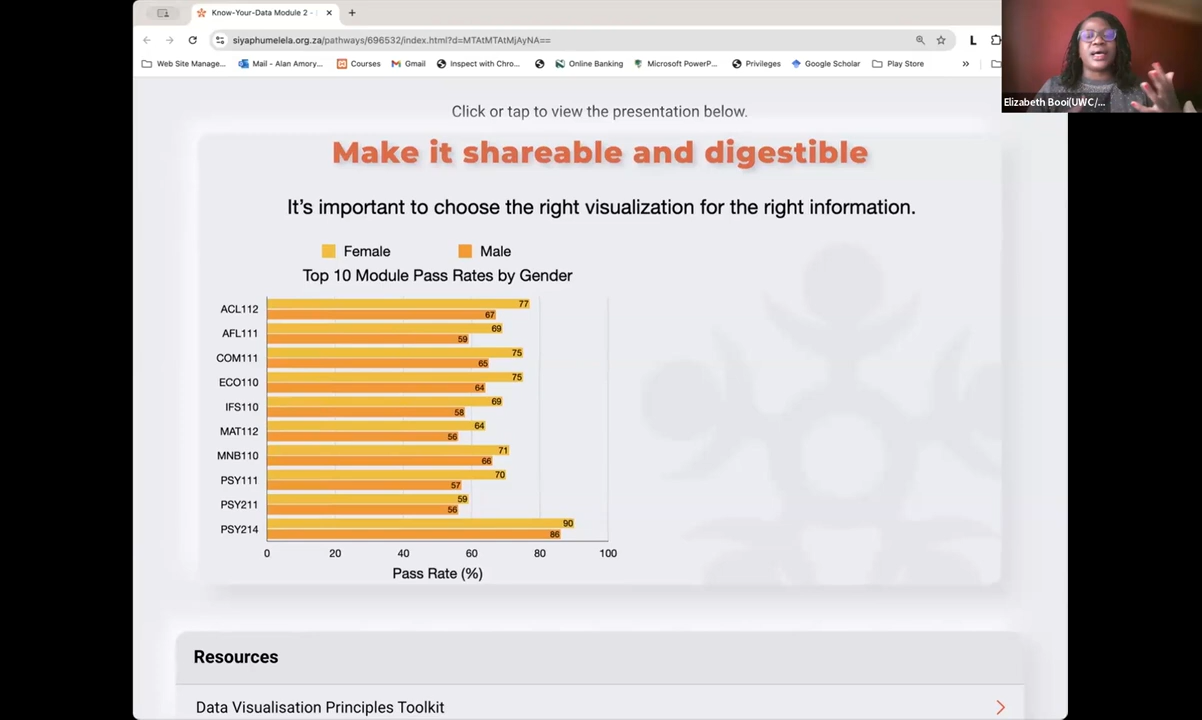 Know-Your-Data Module 2 -
siyaphumelela.org.za/pathways/696532/index.html?d=MTAtMTAtMjAyNA==
Web Site Manage...
Mail - Alan Amory,...
Courses
Gmail
Inspect with Chro...
Online Banking
Microsoft PowerP...
Privileges
Google Scholar
Play Store
»
Elizabeth Booi(UWC/...
Click or tap to view the presentation below.
Make it shareable and digestible
It's important to choose the right visualization for the right information.
Female Male
Top 10 Module Pass Rates by Gender
ACL112 77
67
AFL111 69
59
COM111 75
65
ECO110 75
64
IFS110 69
58
MAT112 64
56
MNB110 71
66
PSY111 70
57
PSY211 59
56
PSY214 90
86
0 20 40 60 80 100
Pass Rate (%)
Resources
Data Visualisation Principles Toolkit